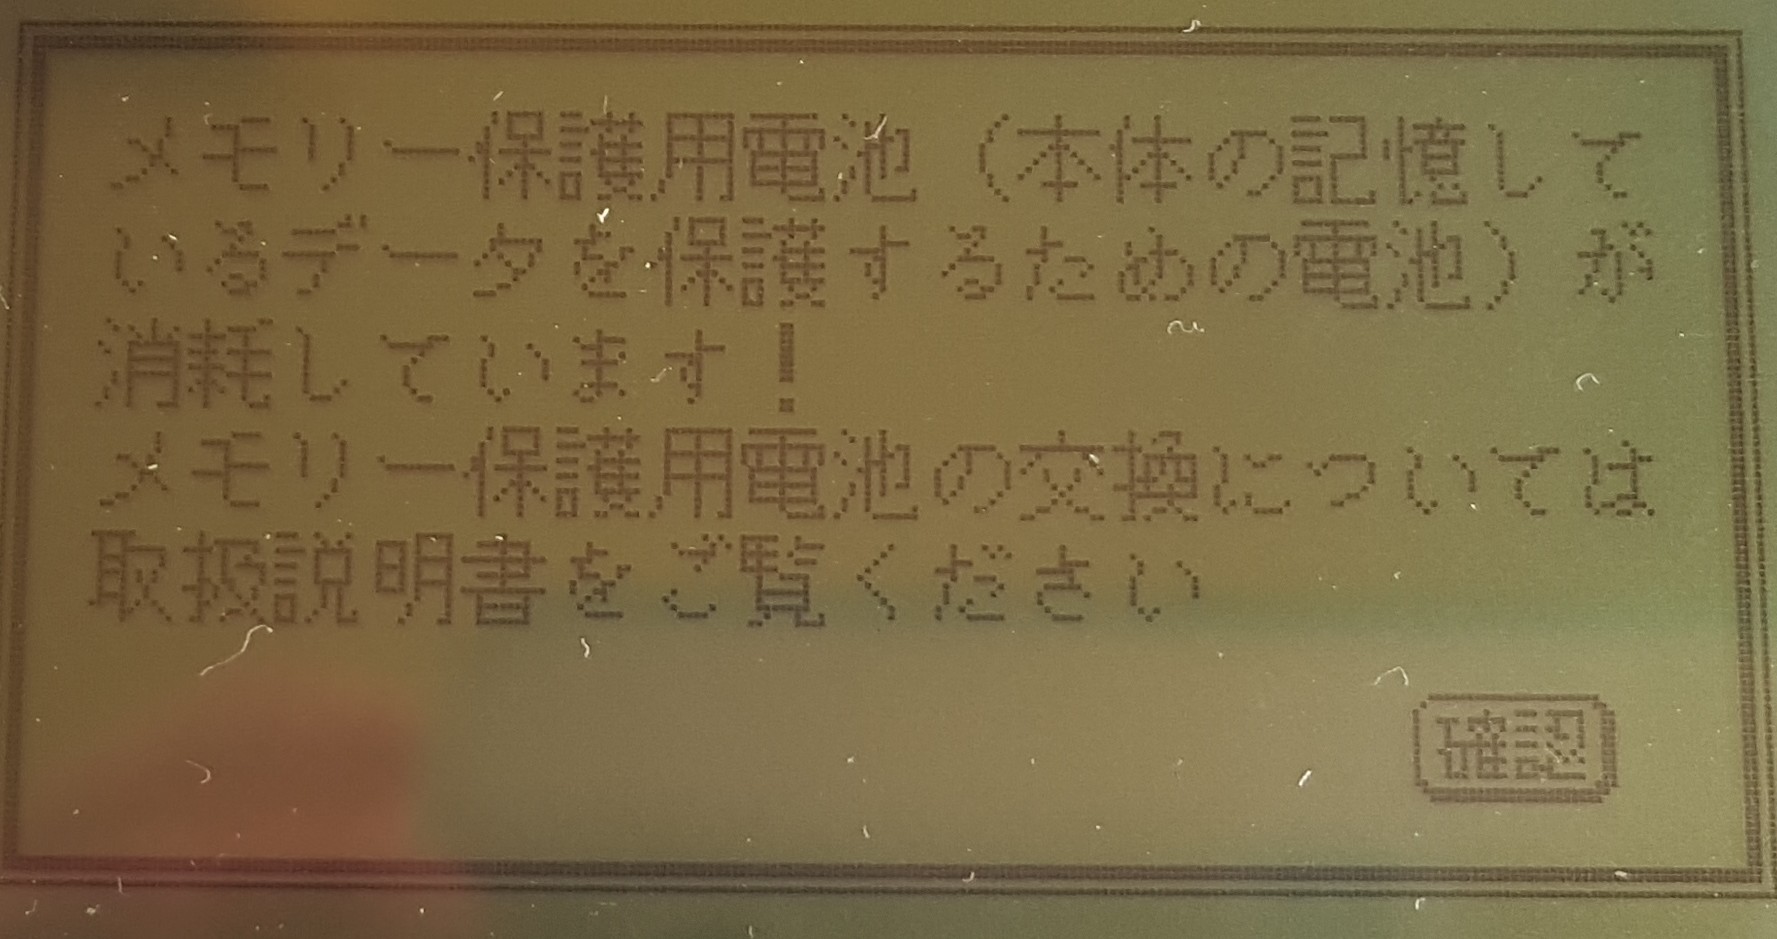 メモリー保護用電池（本体の記憶して
いるデータを保護するための電池）が
消耗しています！
メモリー保護用電池の交換については
取扱説明書をご覧ください
確認